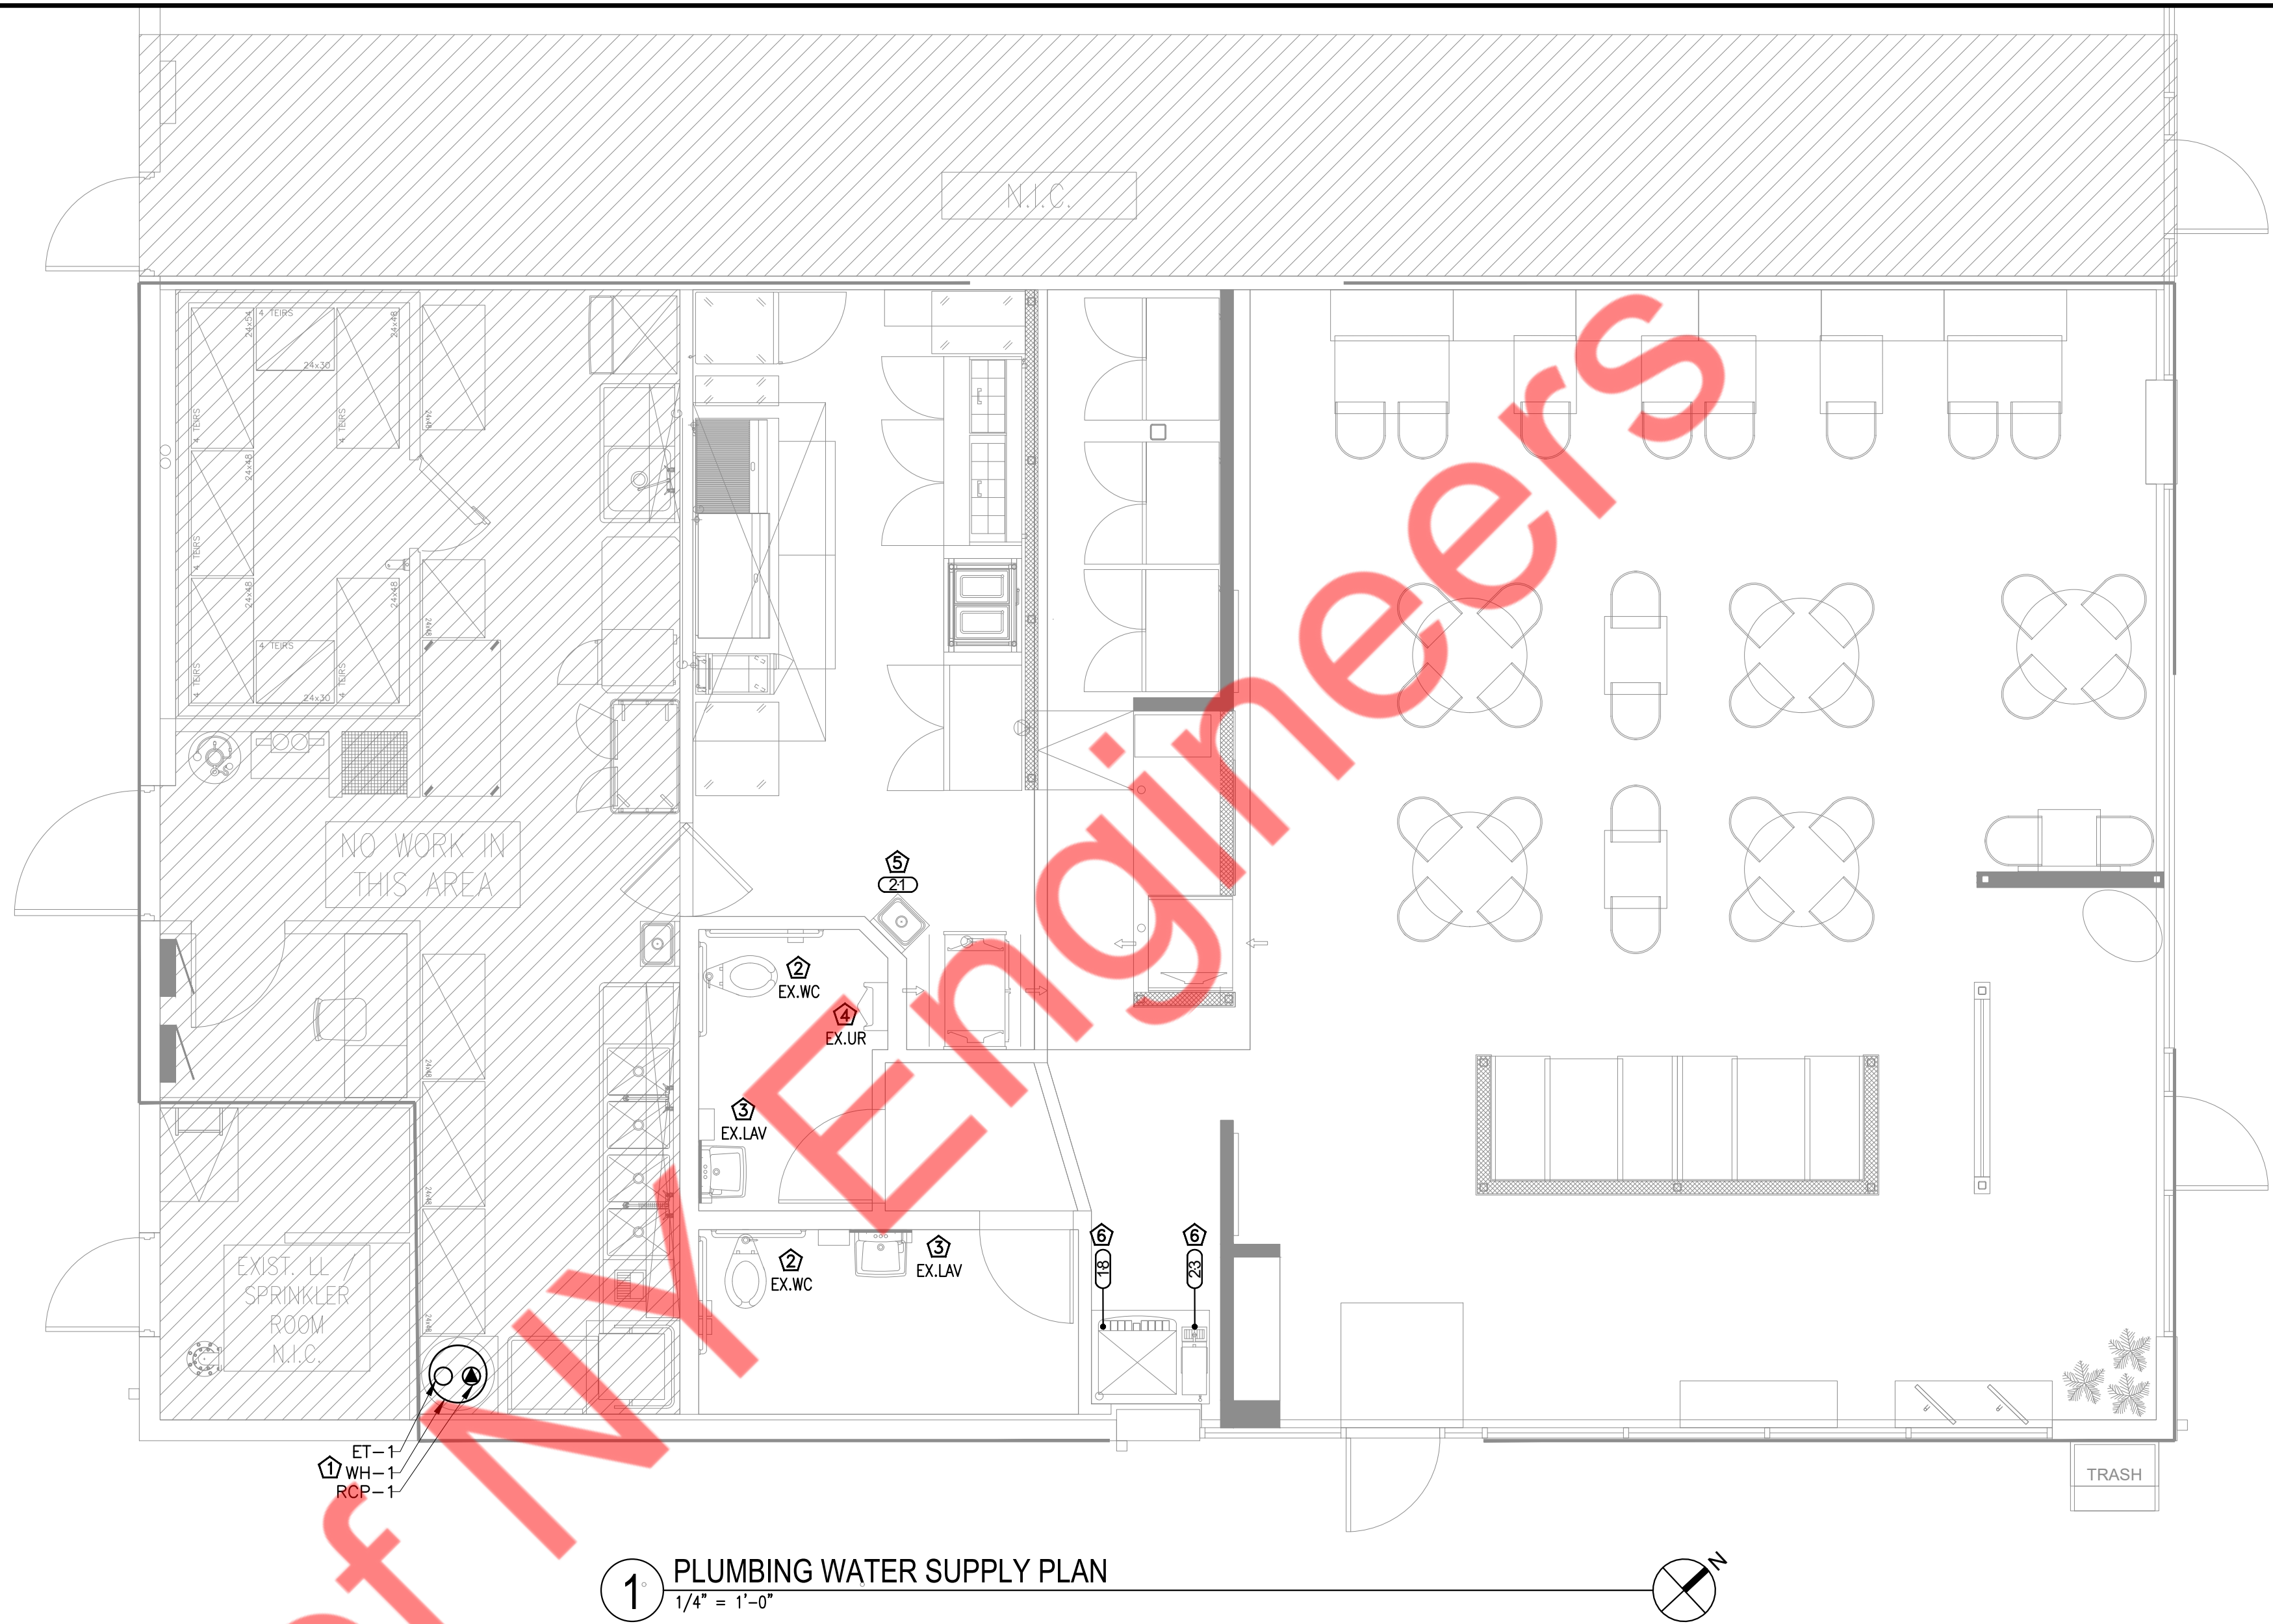 N.I.C.
24x54
4 TEIRS
24x48
24x30
4 TEIRS
4 TEIRS
24x48
24x48
4 TEIRS
24x48
24x48
24x48
4 TEIRS
4 TEIRS
4 TEIRS
24x30
NO WORK IN
THIS AREA
5
21
2
EX.WC
4
EX.UR
3
EX.LAV
24x48
24x48
24x48
2
EX.WC
3
EX.LAV
6
18
6
23
EXIST. LL /
SPRINKLER
ROOM
N.I.C.
ET-1
1 WH-1
RCP-1
TRASH
1 PLUMBING WATER SUPPLY PLAN
1/4" = 1'-0"
N
of NY Engineers